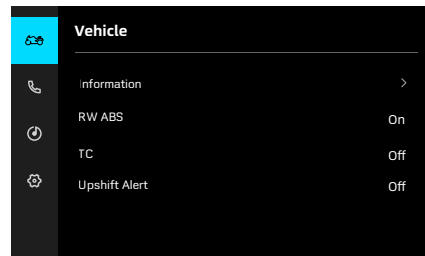 Vehicle
Information
RW ABS On
TC Off
Upshift Alert Off